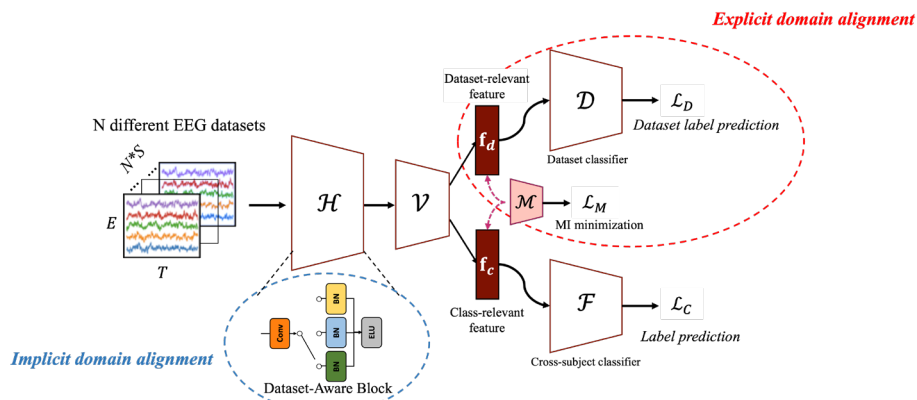 Explicit domain alignment
Dataset-relevant
feature
N different EEG datasets
N*S
E
T
H
V
f_d
D
L_D
Dataset label prediction
Dataset classifier
M
L_M
MI minimization
f_c
Class-relevant
feature
F
L_C
Label prediction
Cross-subject classifier
Implicit domain alignment
Conv
BN
BN
BN
ELU
Dataset-Aware Block